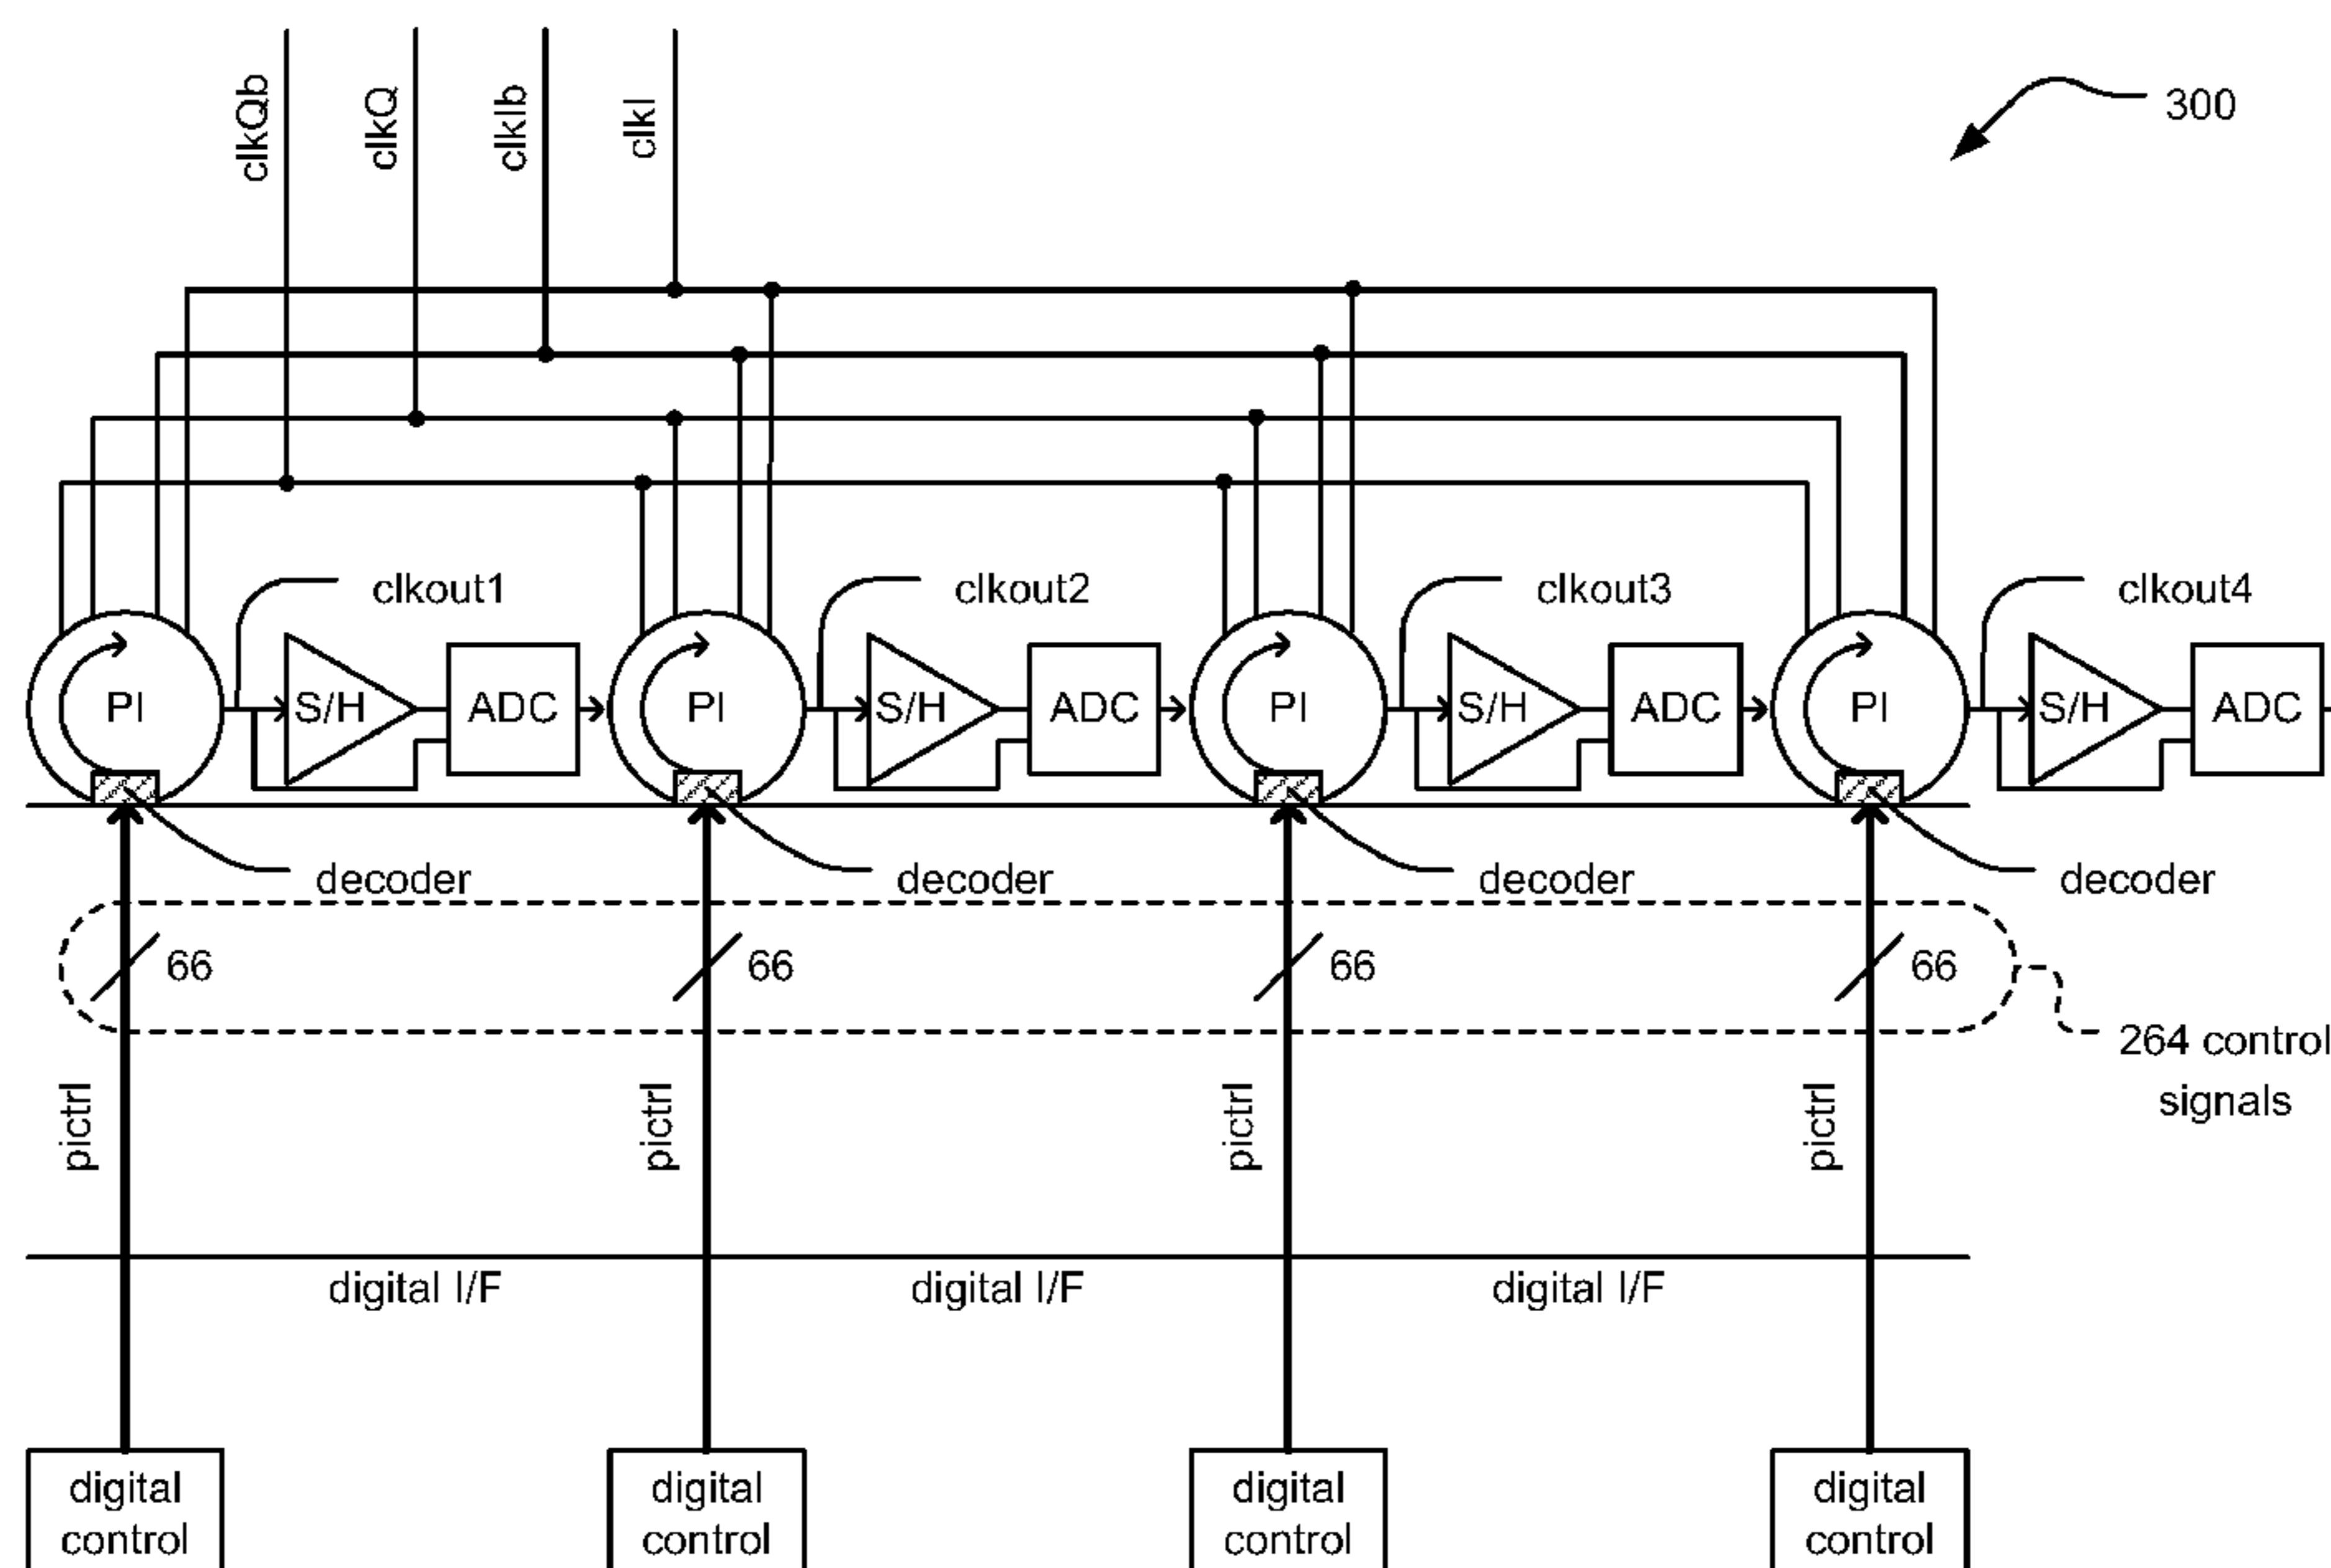 clkQb
clkQ
clkIb
clkI
300
clkout1
clkout2
clkout3
clkout4
PI
S/H
ADC
PI
S/H
ADC
PI
S/H
ADC
PI
S/H
ADC
decoder
decoder
decoder
decoder
66
66
66
66
264 control
signals
pictrl
pictrl
pictrl
pictrl
digital I/F
digital I/F
digital I/F
digital
control
digital
control
digital
control
digital
control